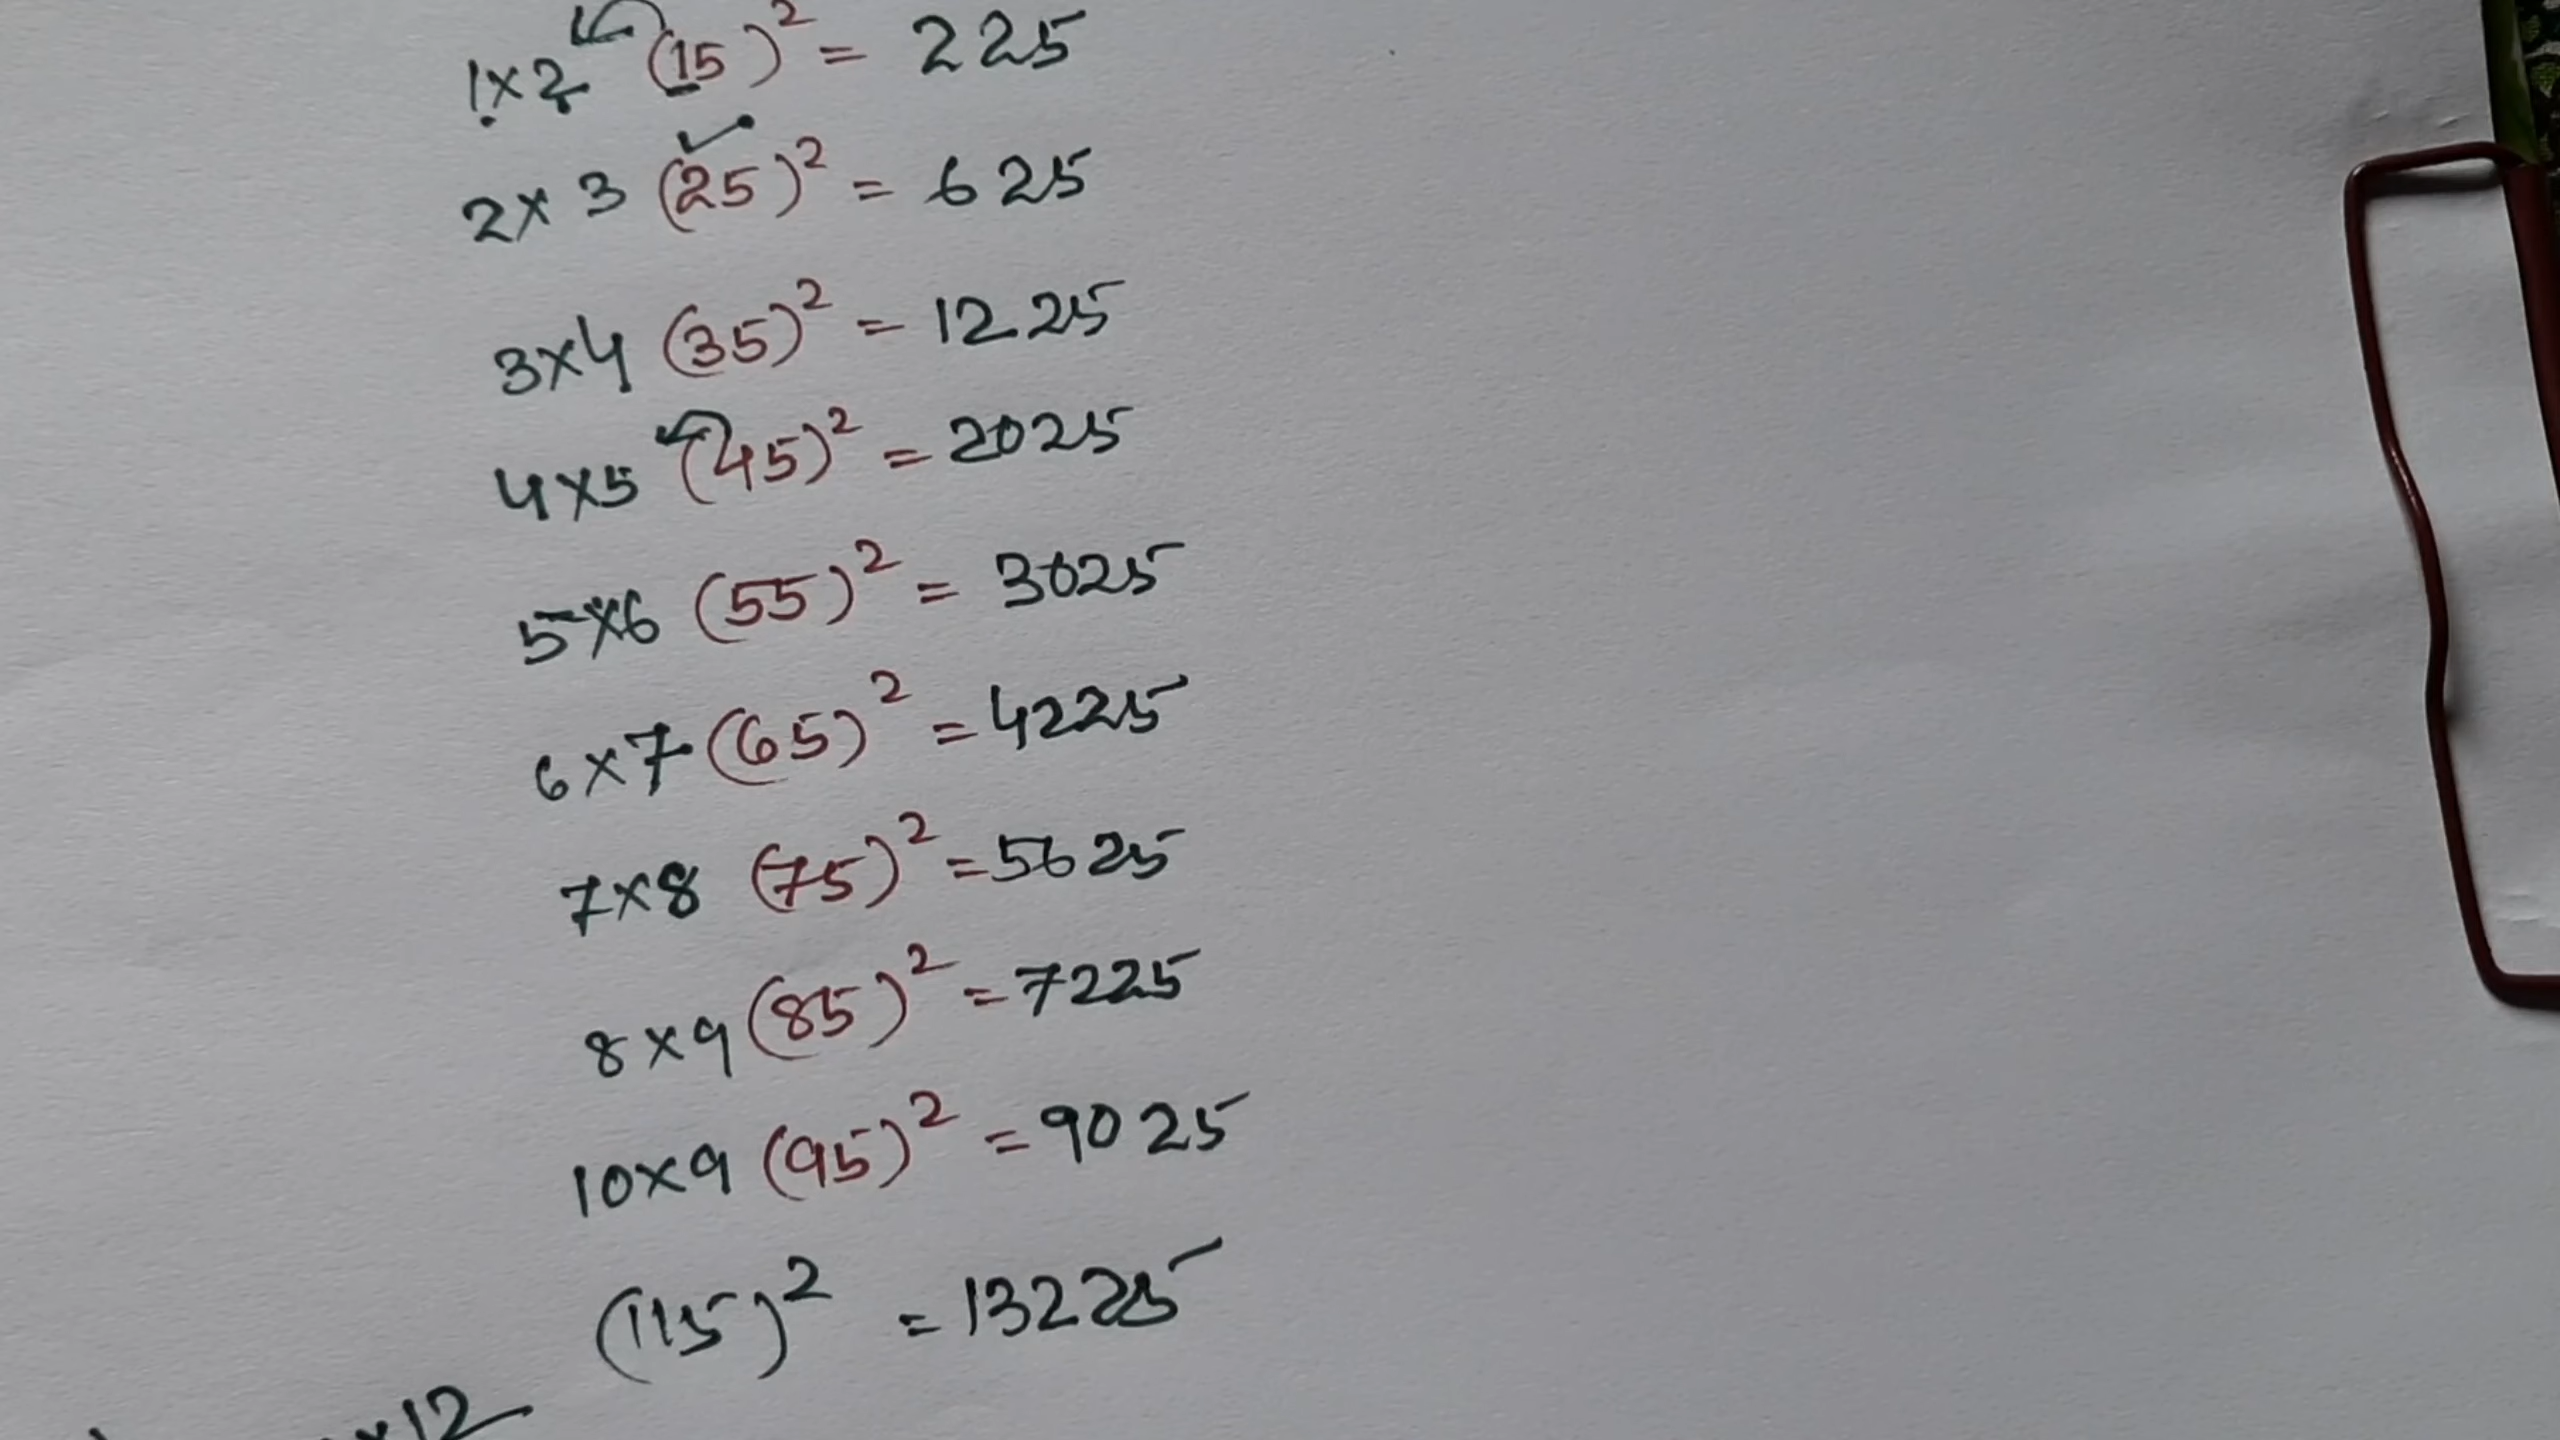 1×2 (15)² = 225
2×3 (25)² = 625
3×4 (35)² = 1225
4×5 (45)² = 2025
5×6 (55)² = 3025
6×7 (65)² = 4225
7×8 (75)² = 5625
8×9 (85)² = 7225
10×9 (95)² = 9025
(115)² = 13225
×12